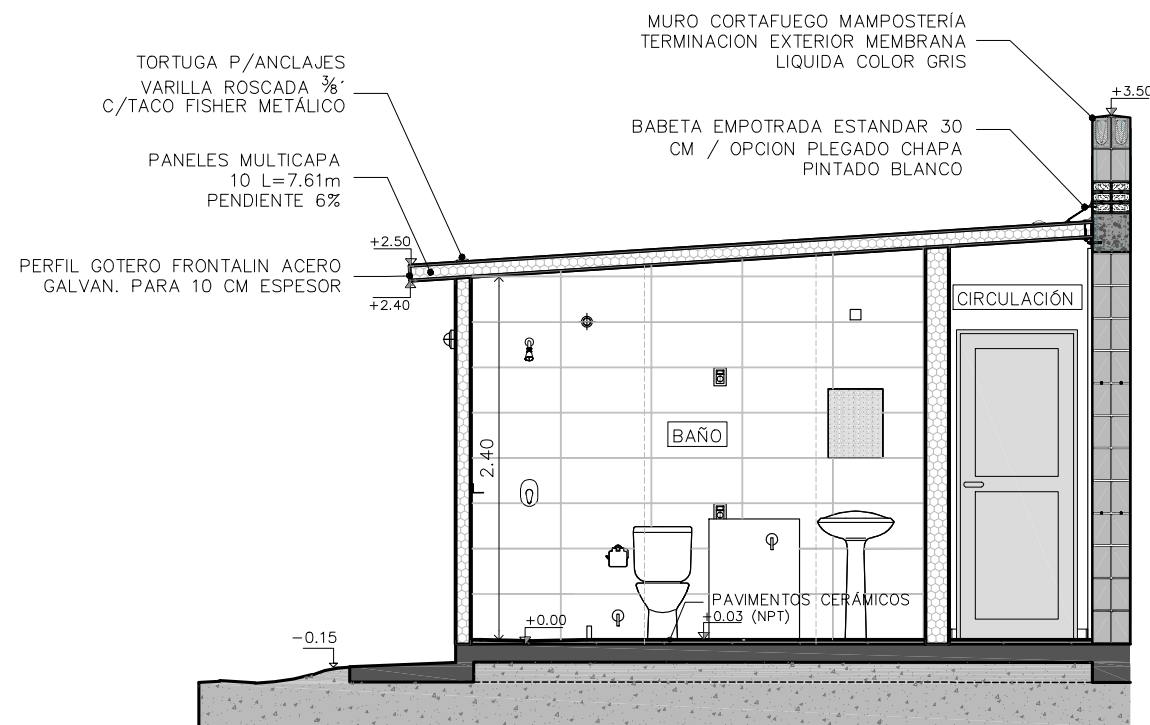 MURO CORTAFUEGO MAMPOSTERÍA
TERMINACION EXTERIOR MEMBRANA
LIQUIDA COLOR GRIS
TORTUGA P/ANCLAJES
VARILLA ROSCADA ⅜´
C/TACO FISHER METÁLICO
+3.50
BABETA EMPOTRADA ESTANDAR 30
CM / OPCION PLEGADO CHAPA
PINTADO BLANCO
PANELES MULTICAPA
10 L=7.61m
PENDIENTE 6%
+2.50
PERFIL GOTERO FRONTALIN ACERO
GALVAN. PARA 10 CM ESPESOR
+2.40
CIRCULACIÓN
BAÑO
2.40
PAVIMENTOS CERÁMICOS
+0.00
+0.03 (NPT)
-0.15